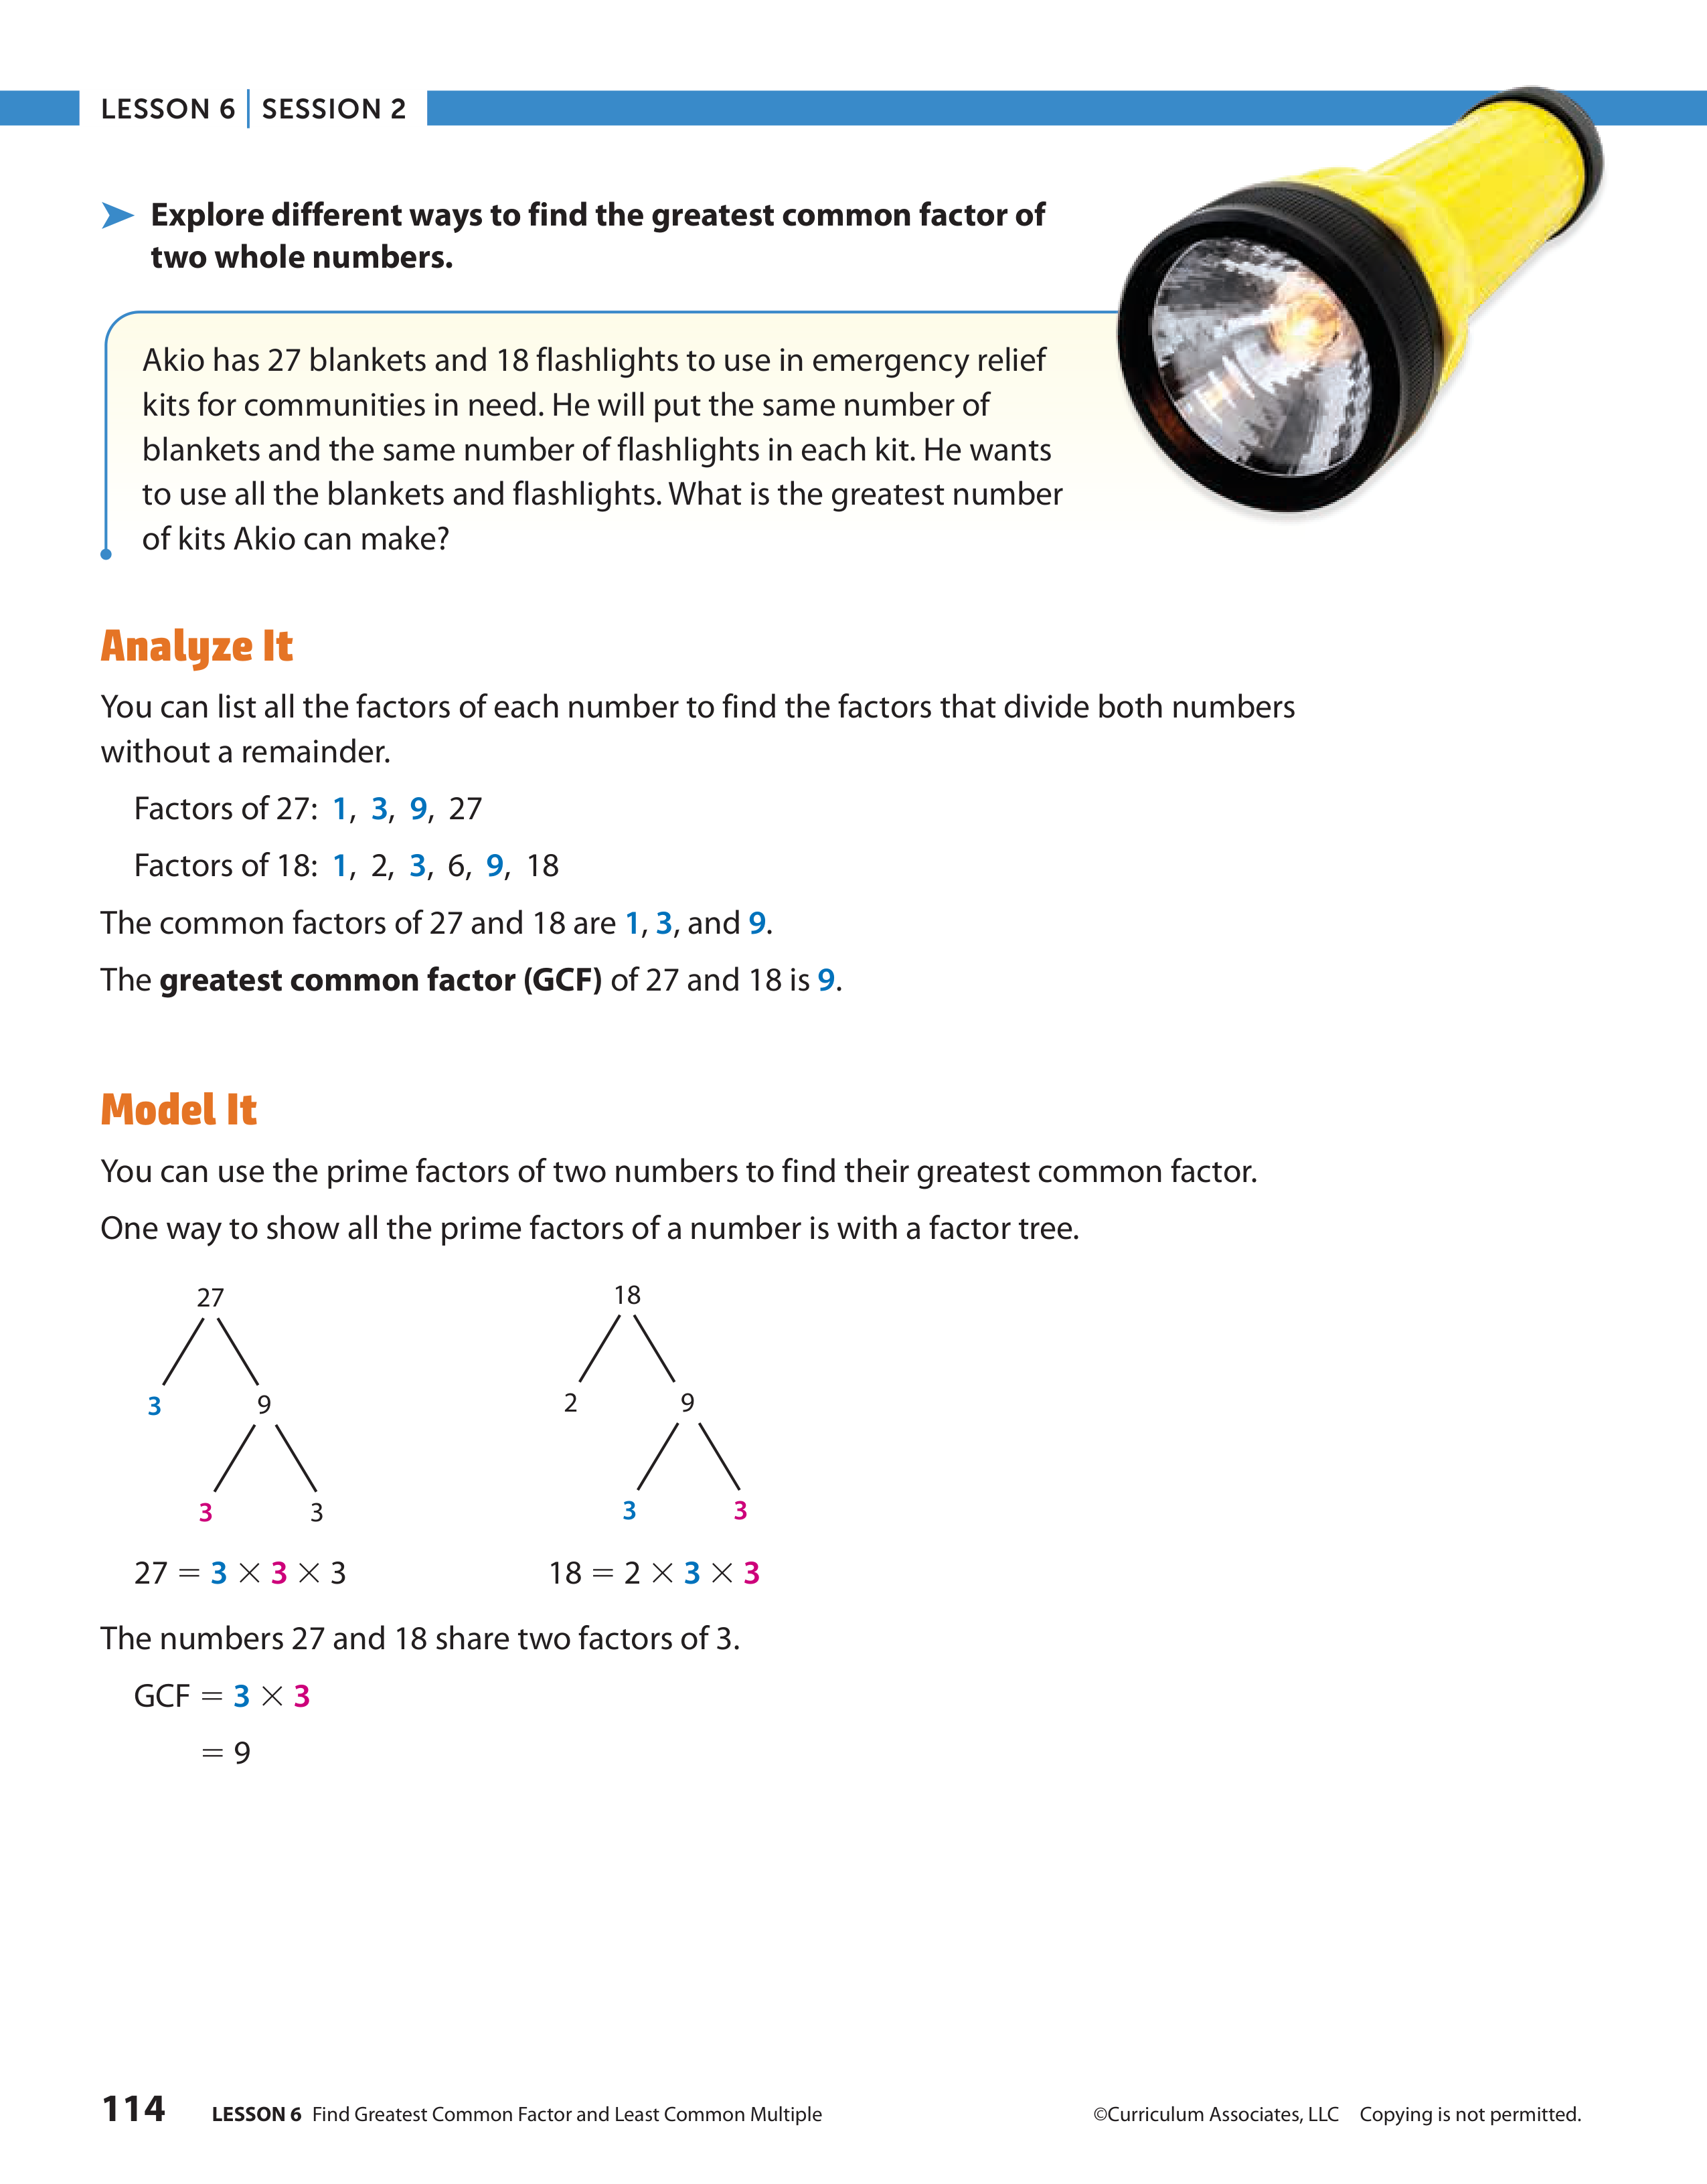 LESSON 6 | SESSION 2
Explore different ways to find the greatest common factor of
two whole numbers.
Akio has 27 blankets and 18 flashlights to use in emergency relief
kits for communities in need. He will put the same number of
blankets and the same number of flashlights in each kit. He wants
to use all the blankets and flashlights. What is the greatest number
of kits Akio can make?
Analyze It
You can list all the factors of each number to find the factors that divide both numbers
without a remainder.
Factors of 27: 1, 3, 9, 27
Factors of 18: 1, 2, 3, 6, 9, 18
The common factors of 27 and 18 are 1, 3, and 9.
The greatest common factor (GCF) of 27 and 18 is 9.
Model It
You can use the prime factors of two numbers to find their greatest common factor.
One way to show all the prime factors of a number is with a factor tree.
27
3 9
3 3
27 = 3 × 3 × 3
18
2 9
3 3
18 = 2 × 3 × 3
The numbers 27 and 18 share two factors of 3.
GCF = 3 × 3
= 9
114 LESSON 6 Find Greatest Common Factor and Least Common Multiple ©Curriculum Associates, LLC Copying is not permitted.